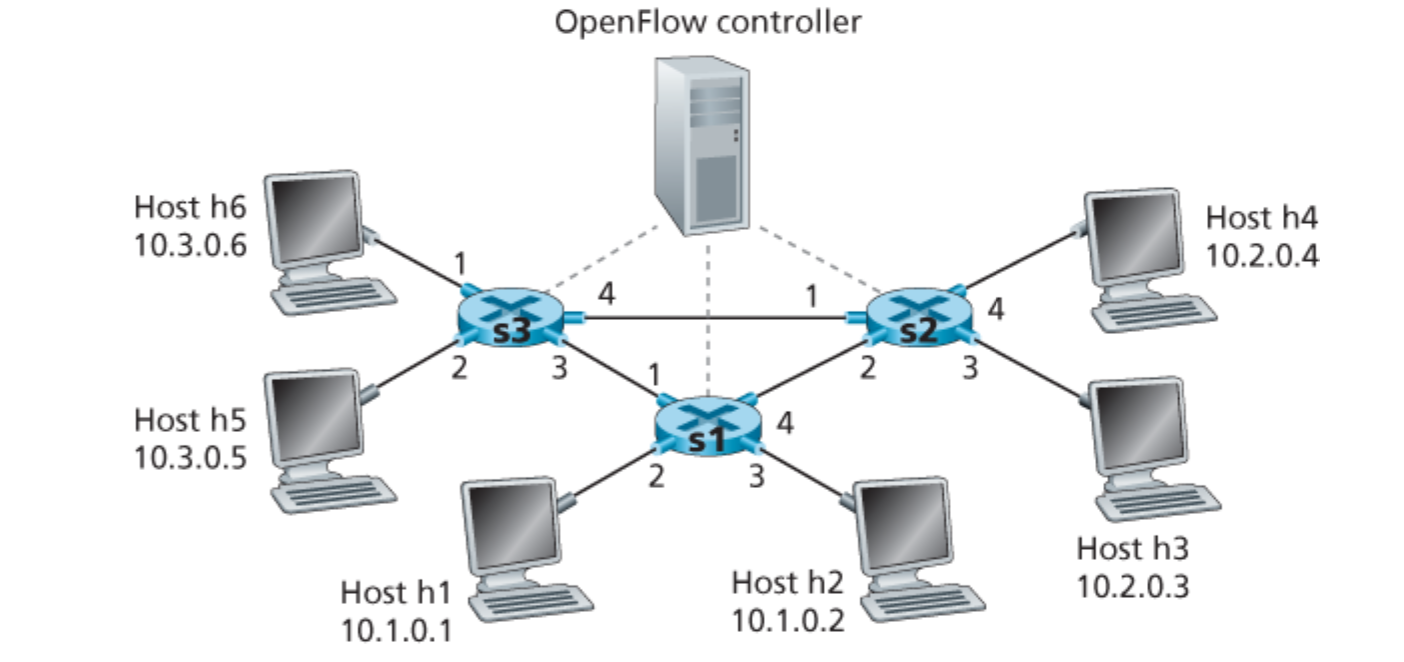 OpenFlow controller
Host h6
10.3.0.6
Host h4
10.2.0.4
1
4
1
4
s3
s2
2
3
1
2
3
Host h5
10.3.0.5
s1
4
2
3
Host h3
10.2.0.3
Host h1
10.1.0.1
Host h2
10.1.0.2